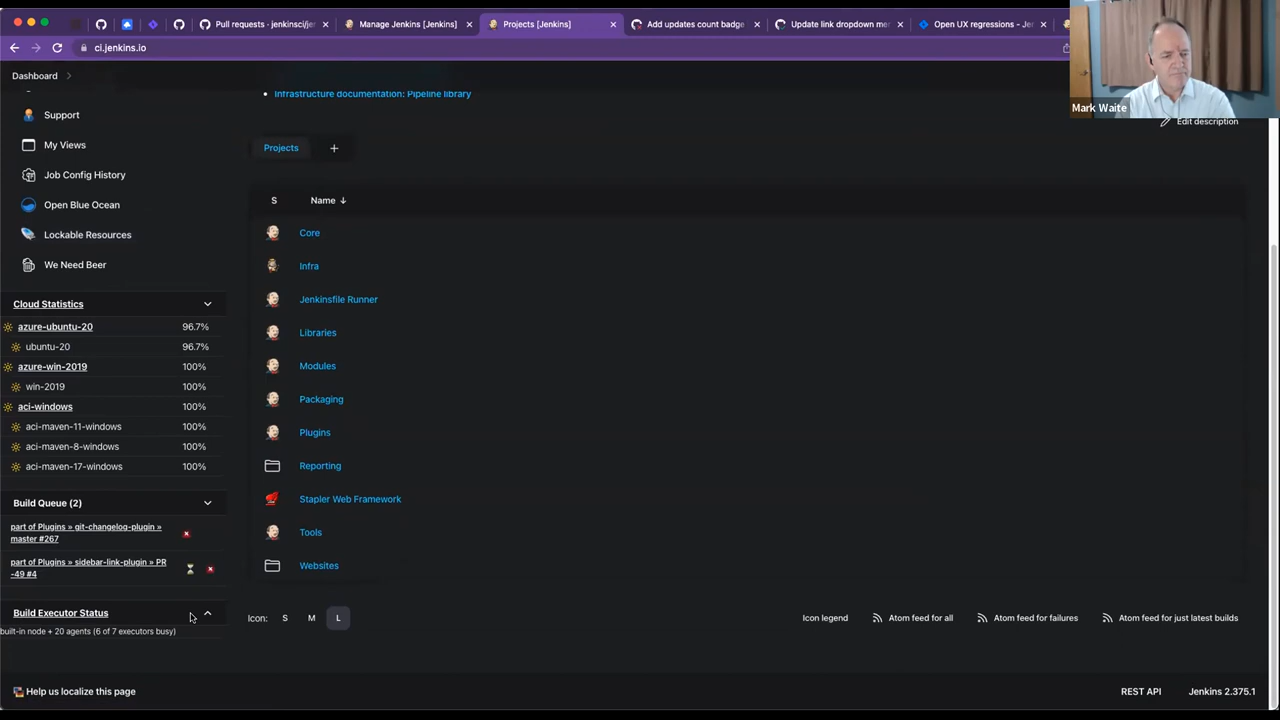 Pull requests · jenkinsci/jer
Manage Jenkins [Jenkins]
Projects [Jenkins]
Add updates count badge
Update link dropdown me
Open UX regressions - Jer
ci.jenkins.io
Mark Waite
Dashboard
Infrastructure documentation: Pipeline library
Edit description
Support
My Views
Job Config History
Open Blue Ocean
Lockable Resources
We Need Beer
Cloud Statistics
azure-ubuntu-20 96.7%
ubuntu-20 96.7%
azure-win-2019 100%
win-2019 100%
aci-windows 100%
aci-maven-11-windows 100%
aci-maven-8-windows 100%
aci-maven-17-windows 100%
Build Queue (2)
part of Plugins » git-changelog-plugin »
master #267
part of Plugins » sidebar-link-plugin » PR
-49 #4
Build Executor Status
built-in node + 20 agents (6 of 7 executors busy)
Projects +
S Name ↓
Core
Infra
Jenkinsfile Runner
Libraries
Modules
Packaging
Plugins
Reporting
Stapler Web Framework
Tools
Websites
Icon: S M L
Icon legend
Atom feed for all
Atom feed for failures
Atom feed for just latest builds
Help us localize this page
REST API
Jenkins 2.375.1